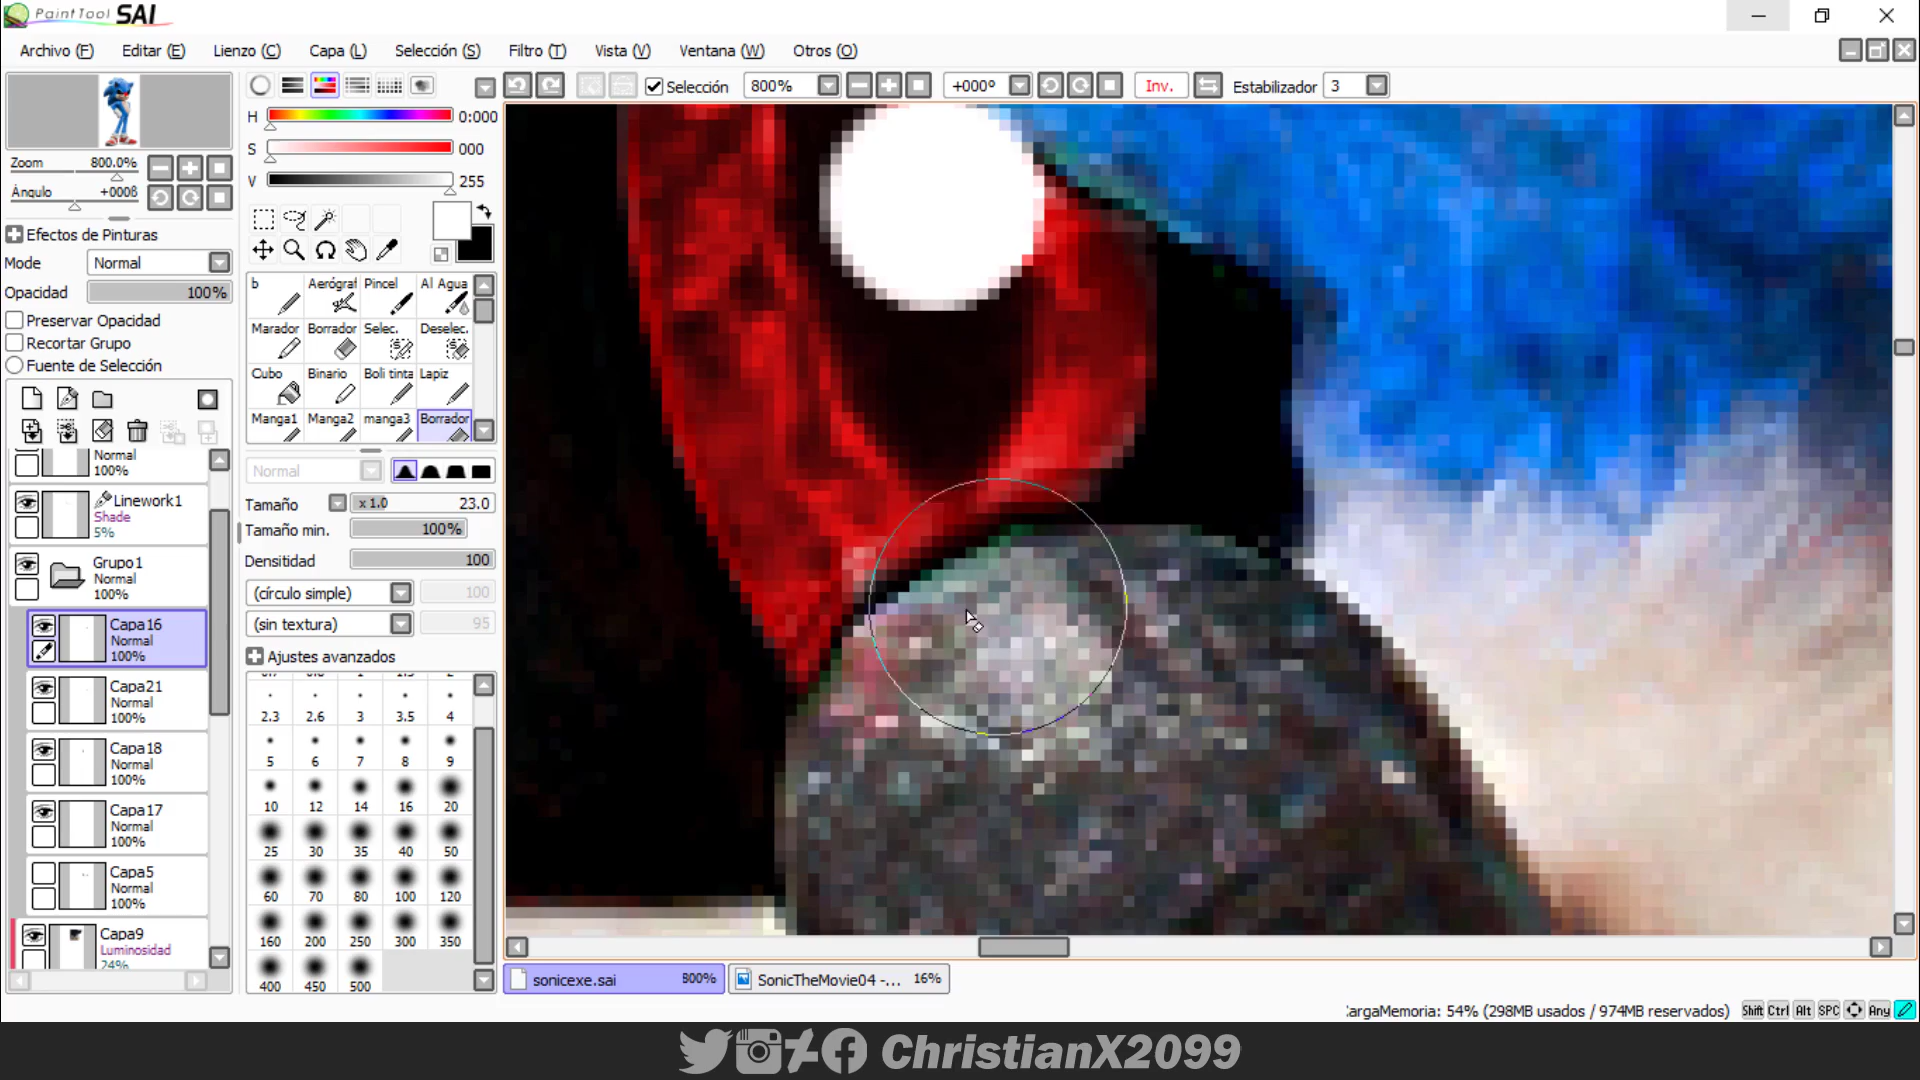 PaintTool SAI
Archivo (F) Editar (E) Lienzo (C) Capa (L) Selección (S) Filtro (T) Vista (V) Ventana (W) Otros (O)
Selección 800% +000º Inv. Estabilizador 3
H 0:000
S 000
V 255
Zoom 800.0%
Ángulo +000ß
Efectos de Pinturas
Mode Normal
Opacidad 100%
Preservar Opacidad
Recortar Grupo
Fuente de Selección
b Aerógraf Pincel Al Agua
Marador Borrador Selec. Deselec.
Cubo Binario Boli tinta Lapiz
Manga1 Manga2 manga3 Borrador
Normal
Tamaño x 1.0 23.0
Tamaño min. 100%
Densitidad 100
(círculo simple) 100
(sin textura) 95
Ajustes avanzados
2.3 2.6 3 3.5 4
5 6 7 8 9
10 12 14 16 20
25 30 35 40 50
60 70 80 100 120
160 200 250 300 350
400 450 500
Normal
100%
Linework1
Shade
5%
Grupo1
Normal
100%
Capa16
Normal
100%
Capa21
Normal
100%
Capa18
Normal
100%
Capa17
Normal
100%
Capa5
Normal
100%
Capa9
Luminosidad
24%
sonicexe.sai 800% SonicTheMovie04 -... 16%
:argaMemoria: 54% (298MB usados / 974MB reservados) Shift Ctrl Alt SPC Any
ChristianX2099